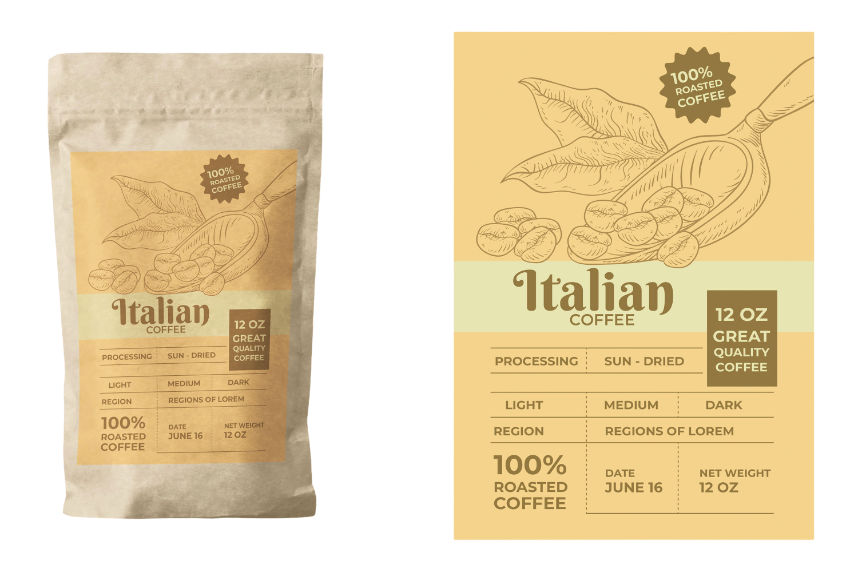 100%
ROASTED
COFFEE
Italian
COFFEE
12 OZ
GREAT
QUALITY
COFFEE
PROCESSING SUN - DRIED
LIGHT MEDIUM DARK
REGION REGIONS OF LOREM
100%
ROASTED
COFFEE
DATE
JUNE 16
NET WEIGHT
12 OZ
100%
ROASTED
COFFEE
Italian
COFFEE
12 OZ
GREAT
QUALITY
COFFEE
PROCESSING SUN - DRIED
LIGHT MEDIUM DARK
REGION REGIONS OF LOREM
100%
ROASTED
COFFEE
DATE
JUNE 16
NET WEIGHT
12 OZ